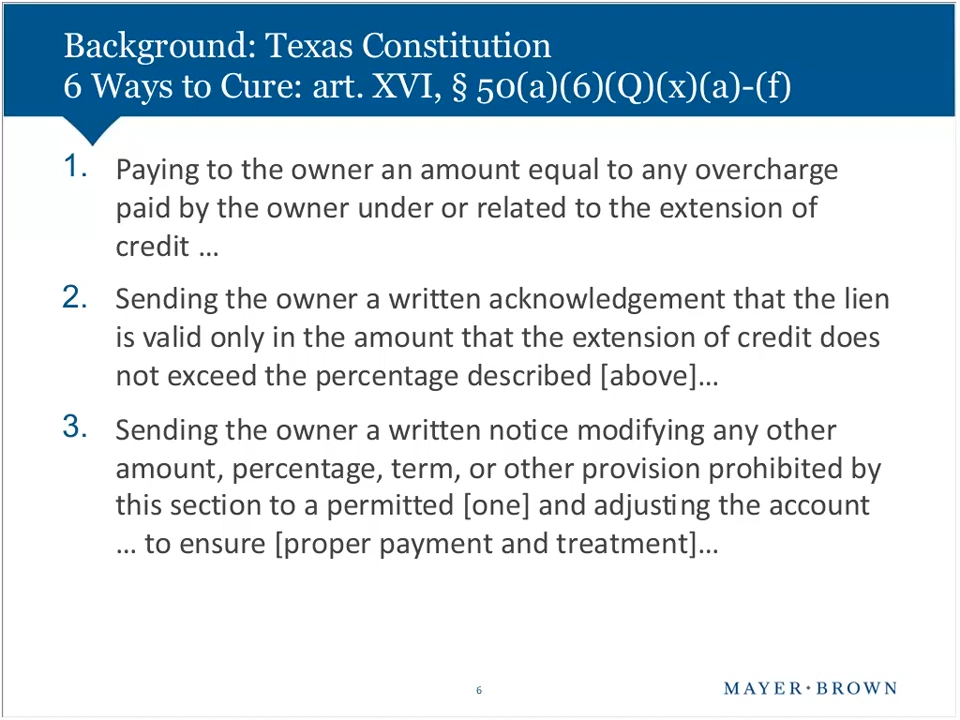 Background: Texas Constitution
6 Ways to Cure: art. XVI, § 50(a)(6)(Q)(x)(a)-(f)
1. Paying to the owner an amount equal to any overcharge
paid by the owner under or related to the extension of
credit …
2. Sending the owner a written acknowledgement that the lien
is valid only in the amount that the extension of credit does
not exceed the percentage described [above]…
3. Sending the owner a written notice modifying any other
amount, percentage, term, or other provision prohibited by
this section to a permitted [one] and adjusting the account
… to ensure [proper payment and treatment]…
6
MAYER • BROWN